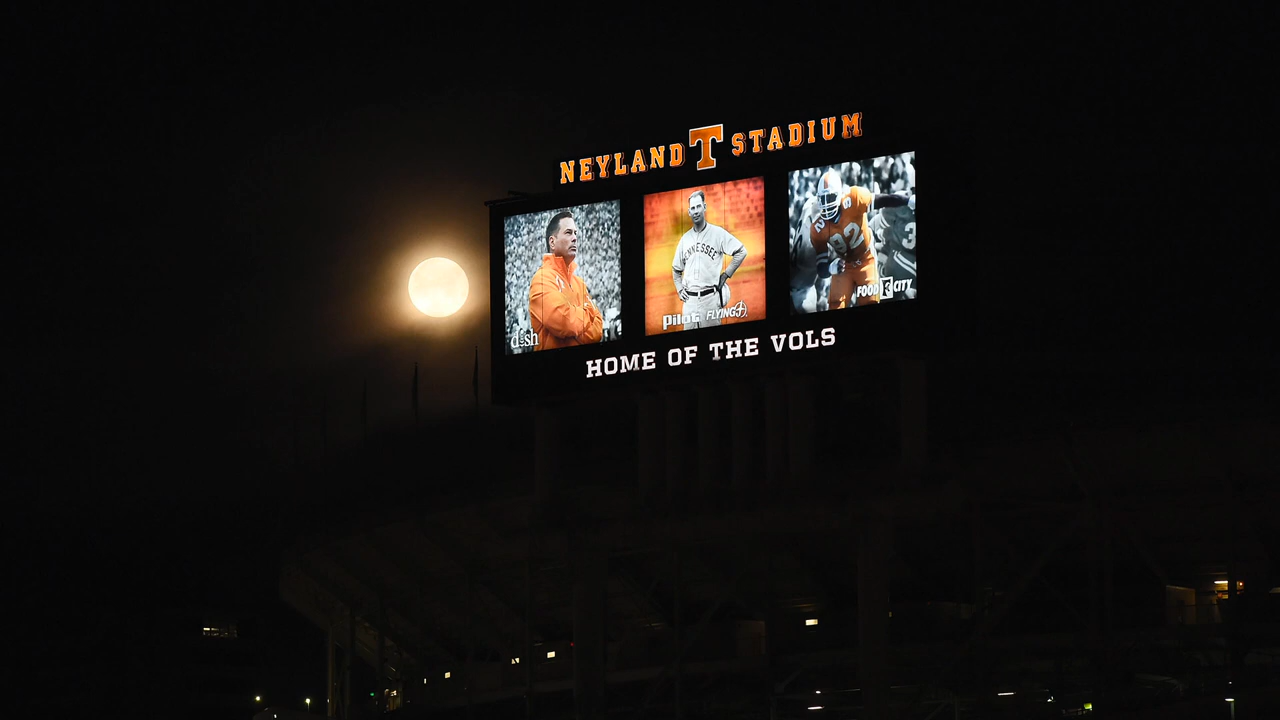 NEYLAND T STADIUM
dish
TENNESSEE
Pilot FLYING J
92
FOOD CITY
HOME OF THE VOLS